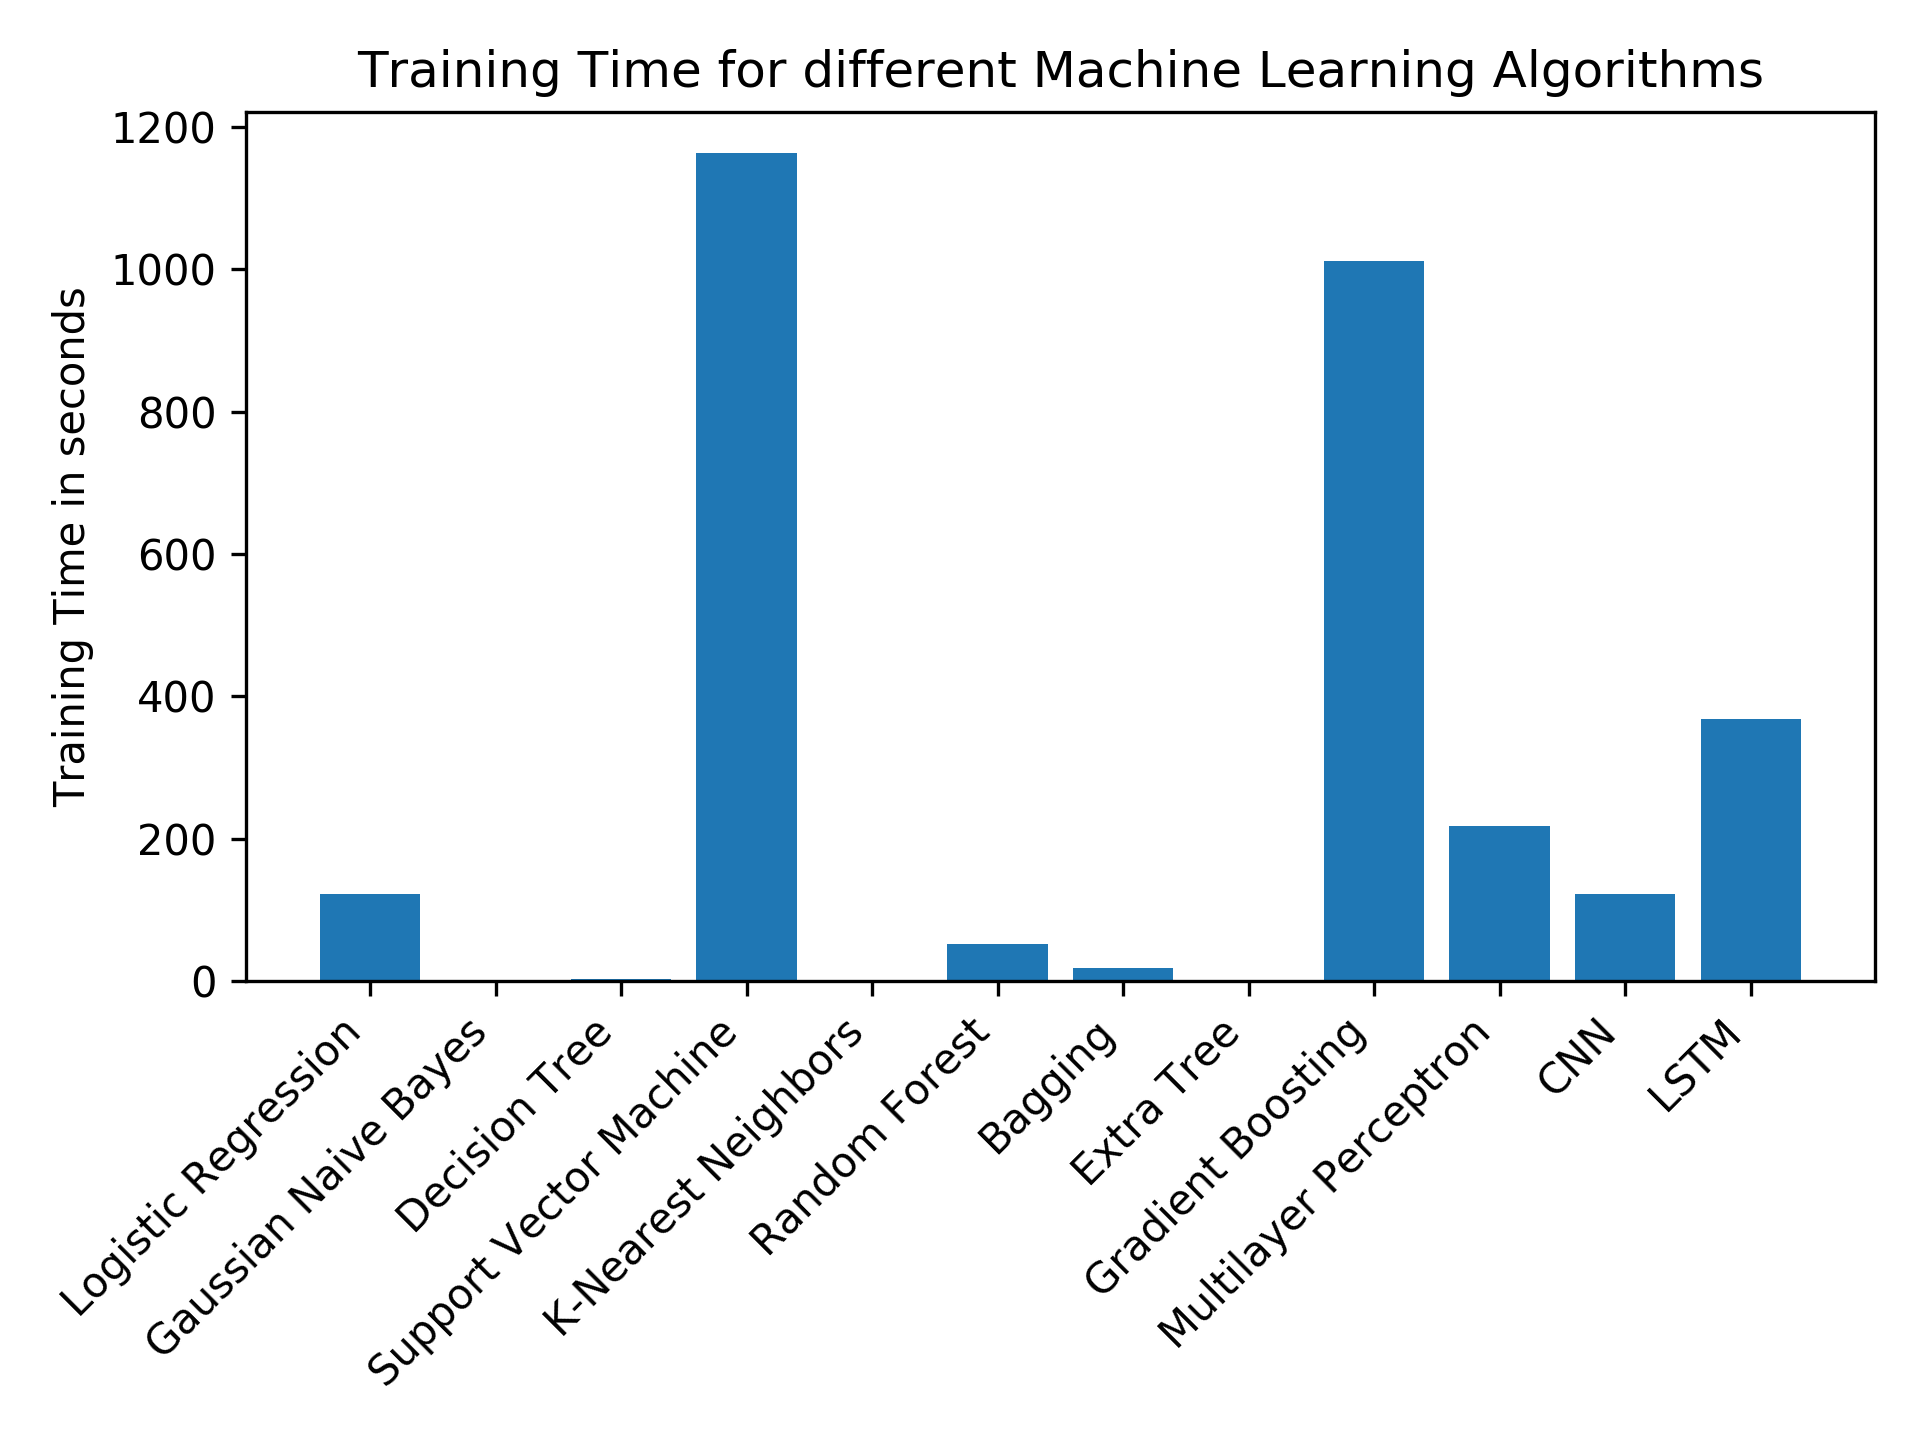 Training Time for different Machine Learning Algorithms
Training Time in seconds
1200
1000
800
600
400
200
0
Logistic Regression
Gaussian Naive Bayes
Decision Tree
Support Vector Machine
K-Nearest Neighbors
Random Forest
Bagging
Extra Tree
Gradient Boosting
Multilayer Perceptron
CNN
LSTM